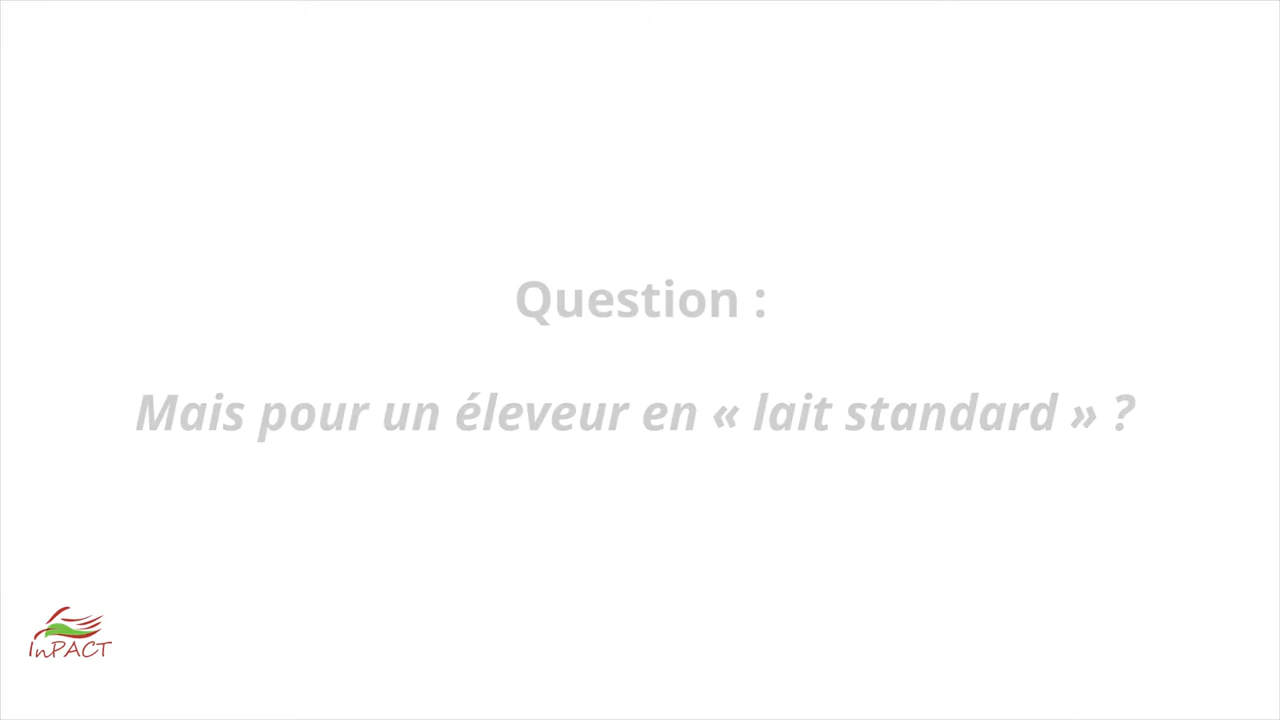 Question :
Mais pour un éleveur en « lait standard » ?
InPACT